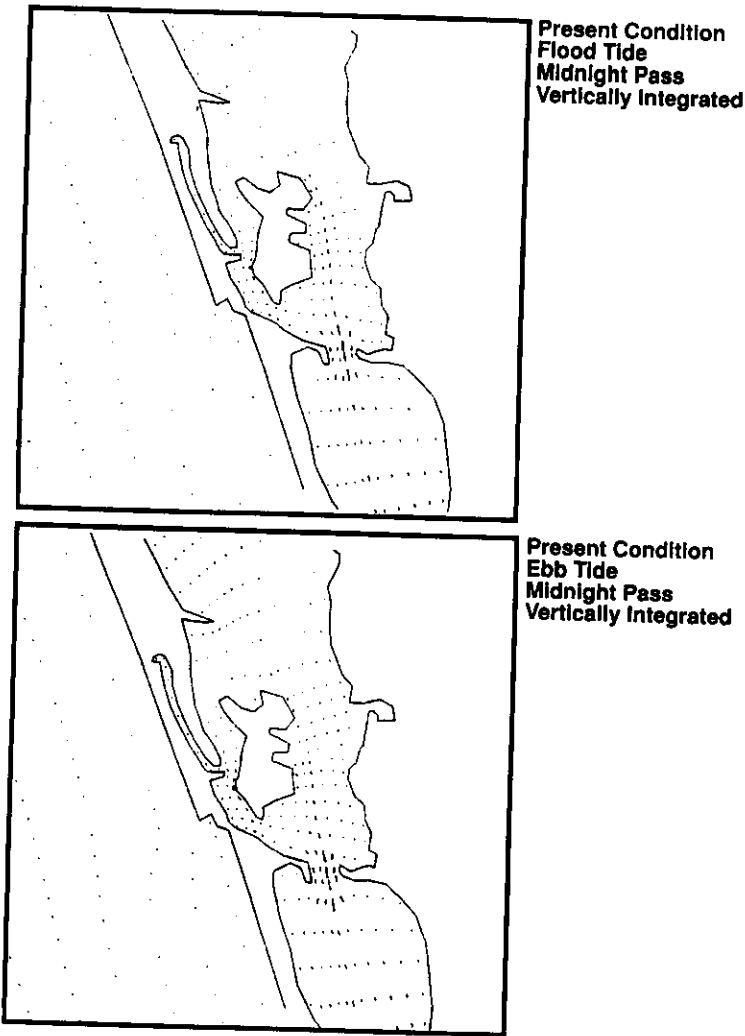 Present Condition
Flood Tide
Midnight Pass
Vertically Integrated
Present Condition
Ebb Tide
Midnight Pass
Vertically Integrated